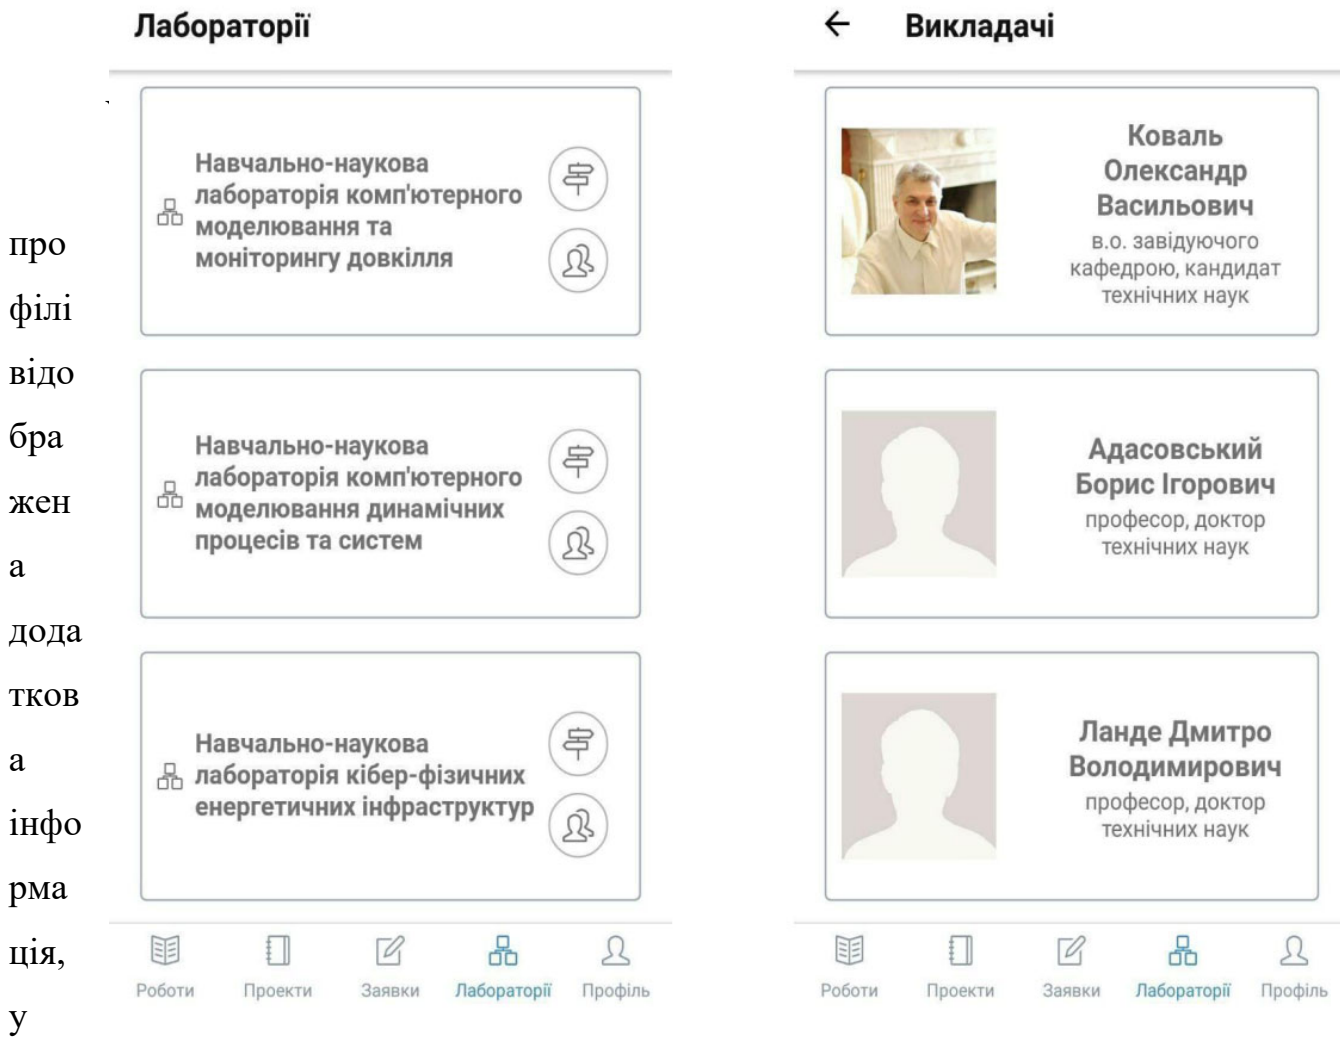 Лабораторії
Навчально-наукова
лабораторія комп'ютерного
моделювання та
моніторингу довкілля
Навчально-наукова
лабораторія комп'ютерного
моделювання динамічних
процесів та систем
Навчально-наукова
лабораторія кібер-фізичних
енергетичних інфраструктур
Роботи
Проекти
Заявки
Лабораторії
Профіль
Викладачі
Коваль
Олександр
Васильович
в.о. завідуючого
кафедрою, кандидат
технічних наук
Адасовський
Борис Ігорович
професор, доктор
технічних наук
Ланде Дмитро
Володимирович
професор, доктор
технічних наук
Роботи
Проекти
Заявки
Лабораторії
Профіль
про
філі
відо
бра
жен
а
дода
тков
а
інфо
рма
ція,
у